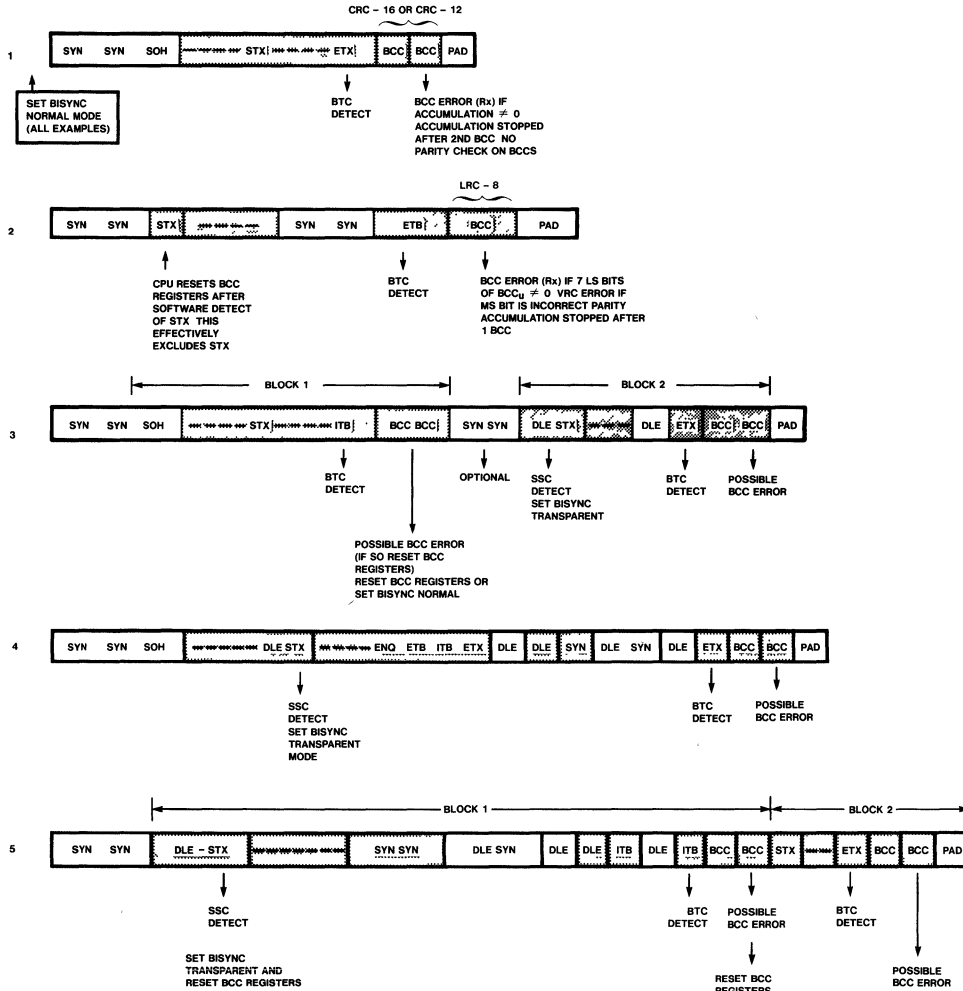 CRC - 16 OR CRC - 12
1
SYN SYN SOH STX ETX BCC BCC PAD
SET BISYNC
NORMAL MODE
(ALL EXAMPLES)
BTC
DETECT
BCC ERROR (Rx) IF
ACCUMULATION ≠ 0
ACCUMULATION STOPPED
AFTER 2ND BCC NO
PARITY CHECK ON BCCS
LRC - 8
2
SYN SYN STX SYN SYN ETB BCC PAD
CPU RESETS BCC
REGISTERS AFTER
SOFTWARE DETECT
OF STX THIS
EFFECTIVELY
EXCLUDES STX
BTC
DETECT
BCC ERROR (Rx) IF 7 LS BITS
OF BCCu ≠ 0 VRC ERROR IF
MS BIT IS INCORRECT PARITY
ACCUMULATION STOPPED AFTER
1 BCC
BLOCK 1
BLOCK 2
3
SYN SYN SOH STX ITB BCC BCC SYN SYN DLE STX DLE ETX BCC BCC PAD
BTC
DETECT
POSSIBLE BCC ERROR
(IF SO RESET BCC
REGISTERS)
RESET BCC REGISTERS OR
SET BISYNC NORMAL
OPTIONAL
SSC
DETECT
SET BISYNC
TRANSPARENT
BTC
DETECT
POSSIBLE
BCC ERROR
4
SYN SYN SOH DLE STX ENQ ETB ITB ETX DLE DLE SYN DLE SYN DLE ETX BCC BCC PAD
SSC
DETECT
SET BISYNC
TRANSPARENT
MODE
BTC
DETECT
POSSIBLE
BCC ERROR
BLOCK 1
BLOCK 2
5
SYN SYN DLE - STX SYN SYN DLE SYN DLE DLE ITB DLE ITB BCC BCC STX ETX BCC BCC PAD
SSC
DETECT
SET BISYNC
TRANSPARENT AND
RESET BCC REGISTERS
BTC
DETECT
POSSIBLE
BCC ERROR
RESET BCC
REGISTERS
BTC
DETECT
POSSIBLE
BCC ERROR